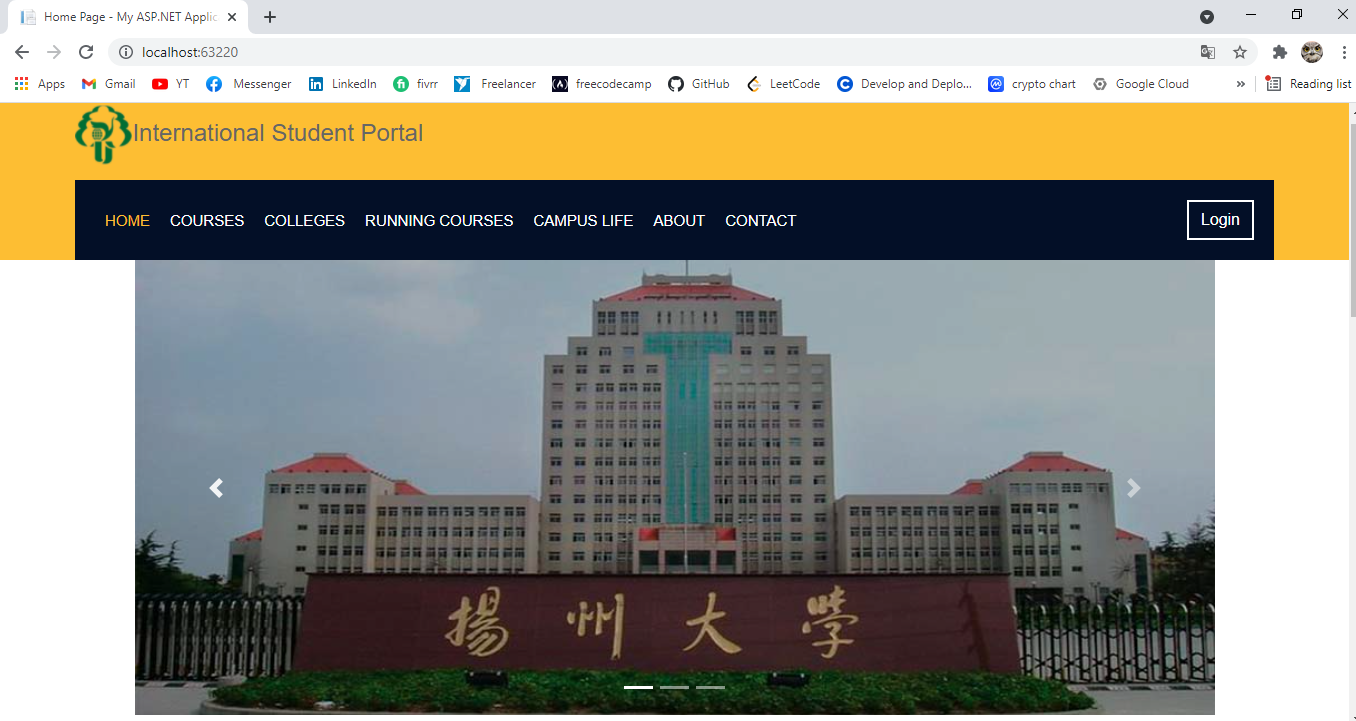 Home Page - My ASP.NET Applic
localhost:63220
Apps Gmail YT Messenger LinkedIn fivrr Freelancer freecodecamp GitHub LeetCode Develop and Deplo... crypto chart Google Cloud » Reading list
International Student Portal
HOME COURSES COLLEGES RUNNING COURSES CAMPUS LIFE ABOUT CONTACT Login
揚州大學